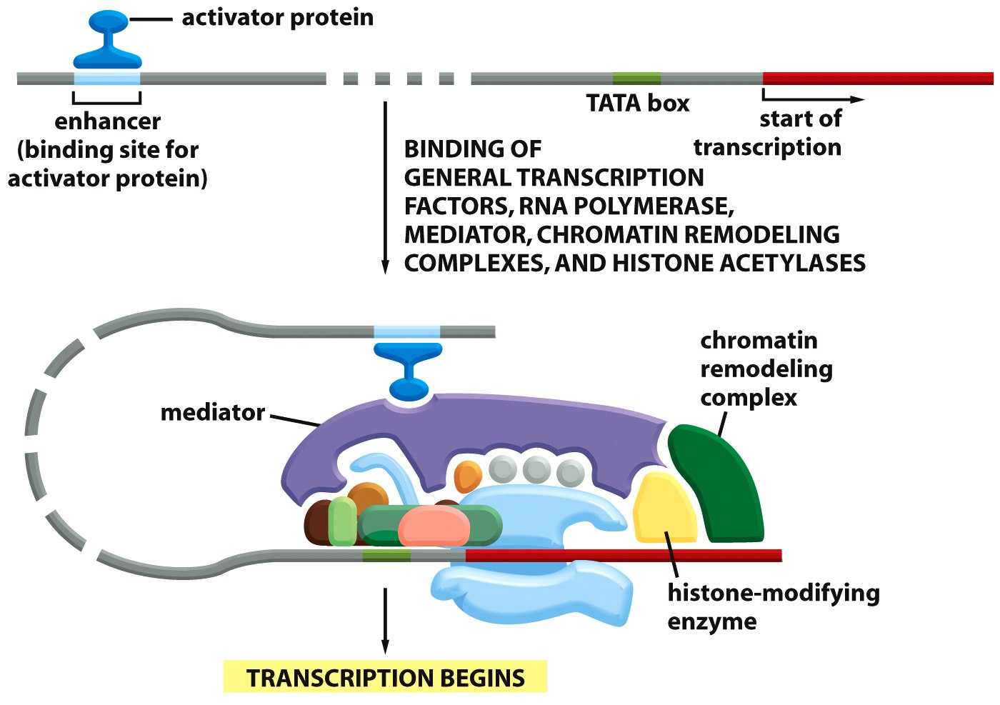 activator protein
enhancer
(binding site for
activator protein)
TATA box
start of
transcription
BINDING OF
GENERAL TRANSCRIPTION
FACTORS, RNA POLYMERASE,
MEDIATOR, CHROMATIN REMODELING
COMPLEXES, AND HISTONE ACETYLASES
chromatin
remodeling
complex
mediator
histone-modifying
enzyme
TRANSCRIPTION BEGINS